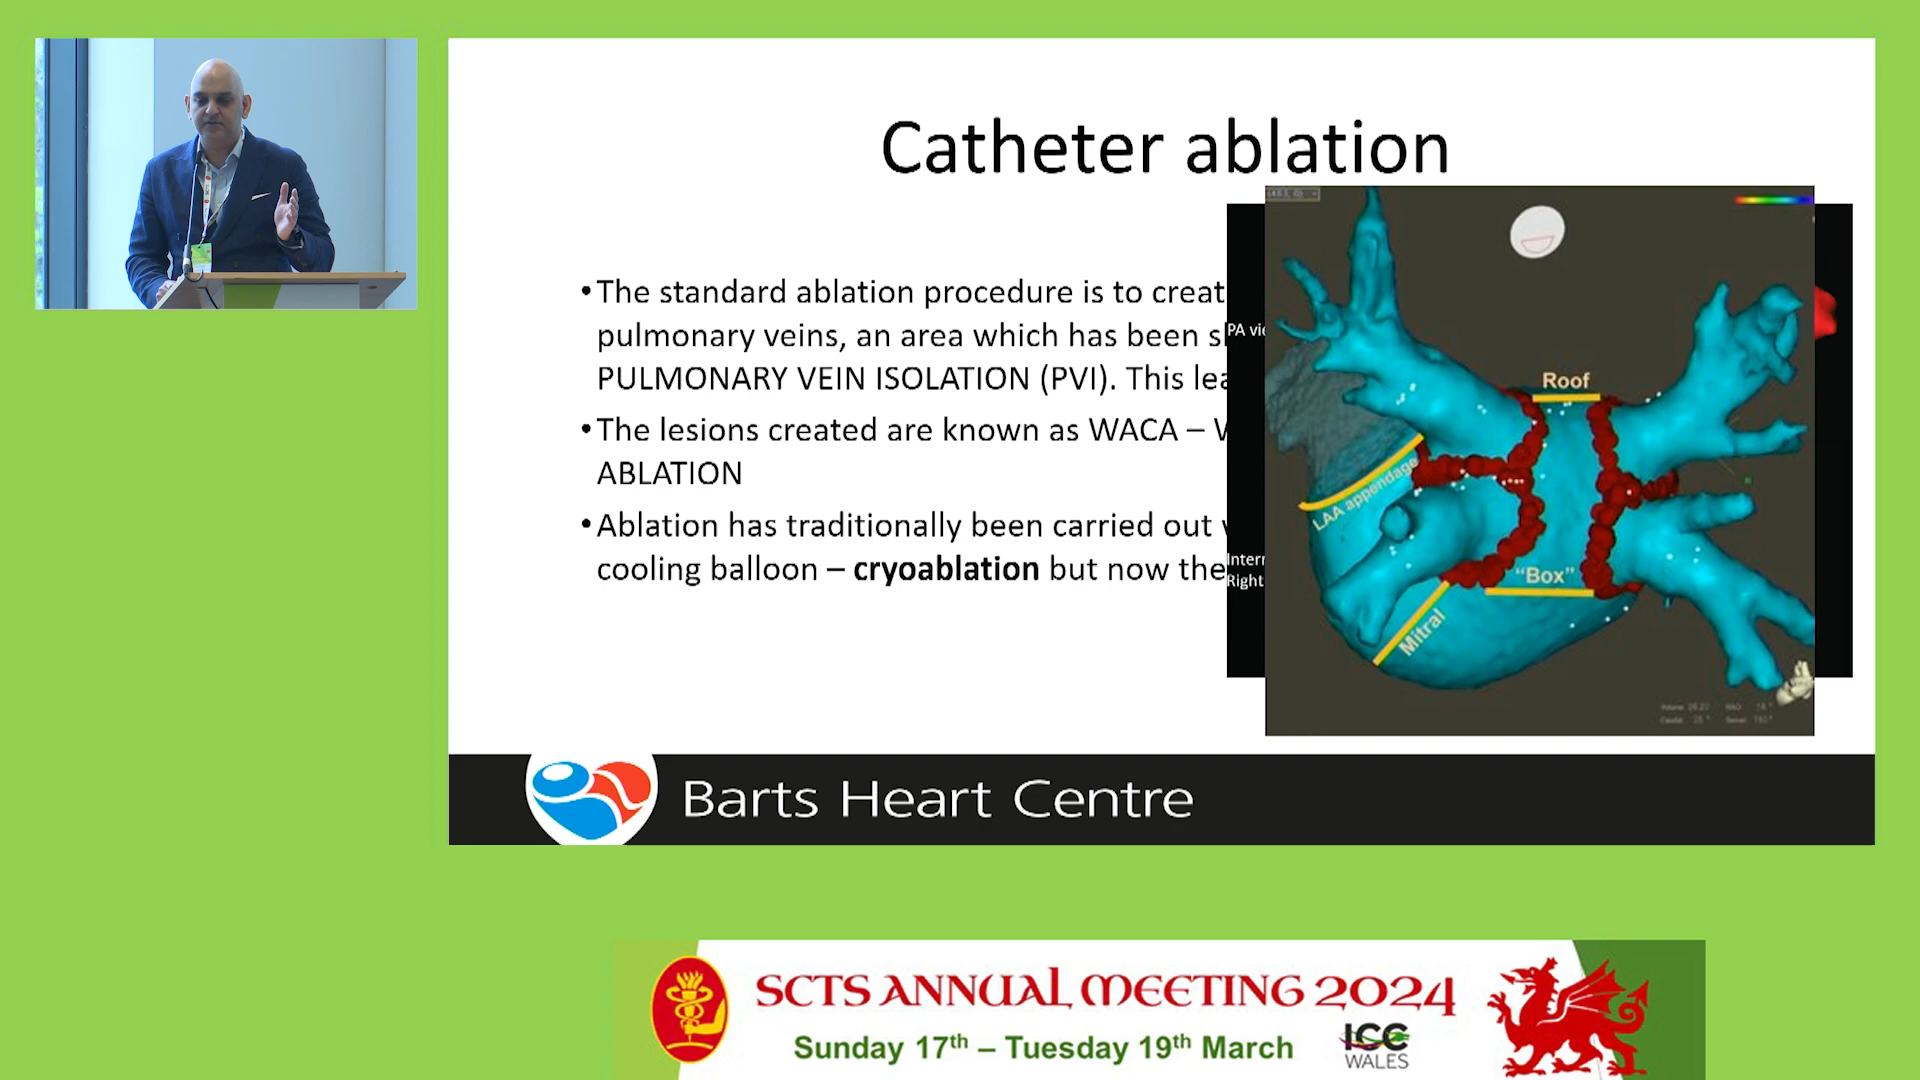 Catheter ablation
•The standard ablation procedure is to creat
pulmonary veins, an area which has been s
PULMONARY VEIN ISOLATION (PVI). This lea
•The lesions created are known as WACA –
ABLATION
•Ablation has traditionally been carried out
cooling balloon – cryoablation but now the
PA vie
Interr
Right
Roof
LAA appendage
"Box"
Mitral
Barts Heart Centre
SCTS ANNUAL MEETING 2024
Sunday 17th – Tuesday 19th March
ICC
WALES